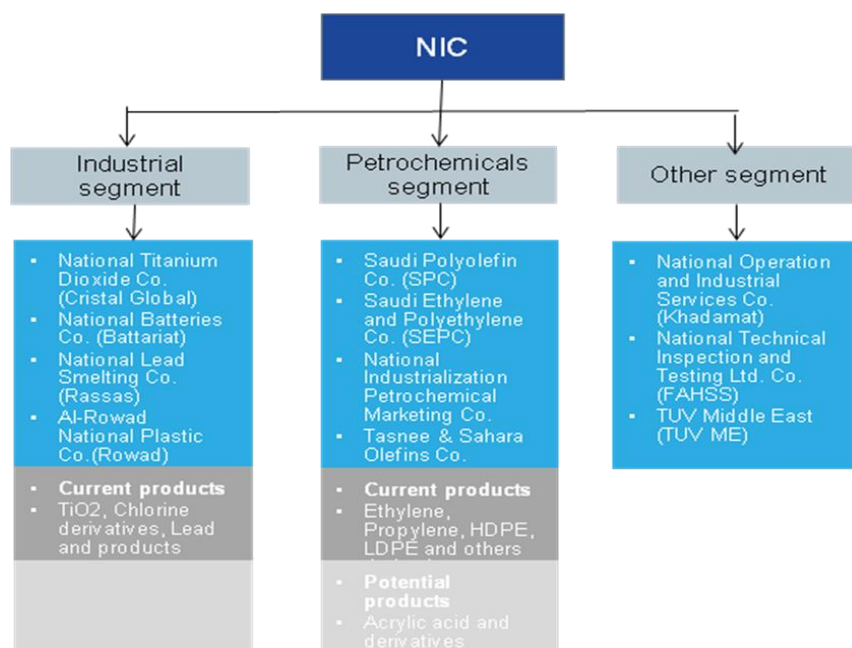 NIC
Industrial
segment
▪ National Titanium
Dioxide Co.
(Cristal Global)
▪ National Batteries
Co. (Battariat)
▪ National Lead
Smelting Co.
(Rassas)
▪ Al-Rowad
National Plastic
Co.(Rowad)
▪ Current products
▪ TiO2, Chlorine
derivatives, Lead
and products
Petrochemicals
segment
▪ Saudi Polyolefin
Co. (SPC)
▪ Saudi Ethylene
and Polyethylene
Co. (SEPC)
▪ National
Industrialization
Petrochemical
Marketing Co.
▪ Tasnee & Sahara
Olefins Co.
▪ Current products
▪ Ethylene,
Propylene, HDPE,
LDPE and others
▪ Potential
products
▪ Acrylic acid and
derivatives
Other segment
▪ National Operation
and Industrial
Services Co.
(Khadamat)
▪ National Technical
Inspection and
Testing Ltd. Co.
(FAHSS)
▪ TUV Middle East
(TUV ME)